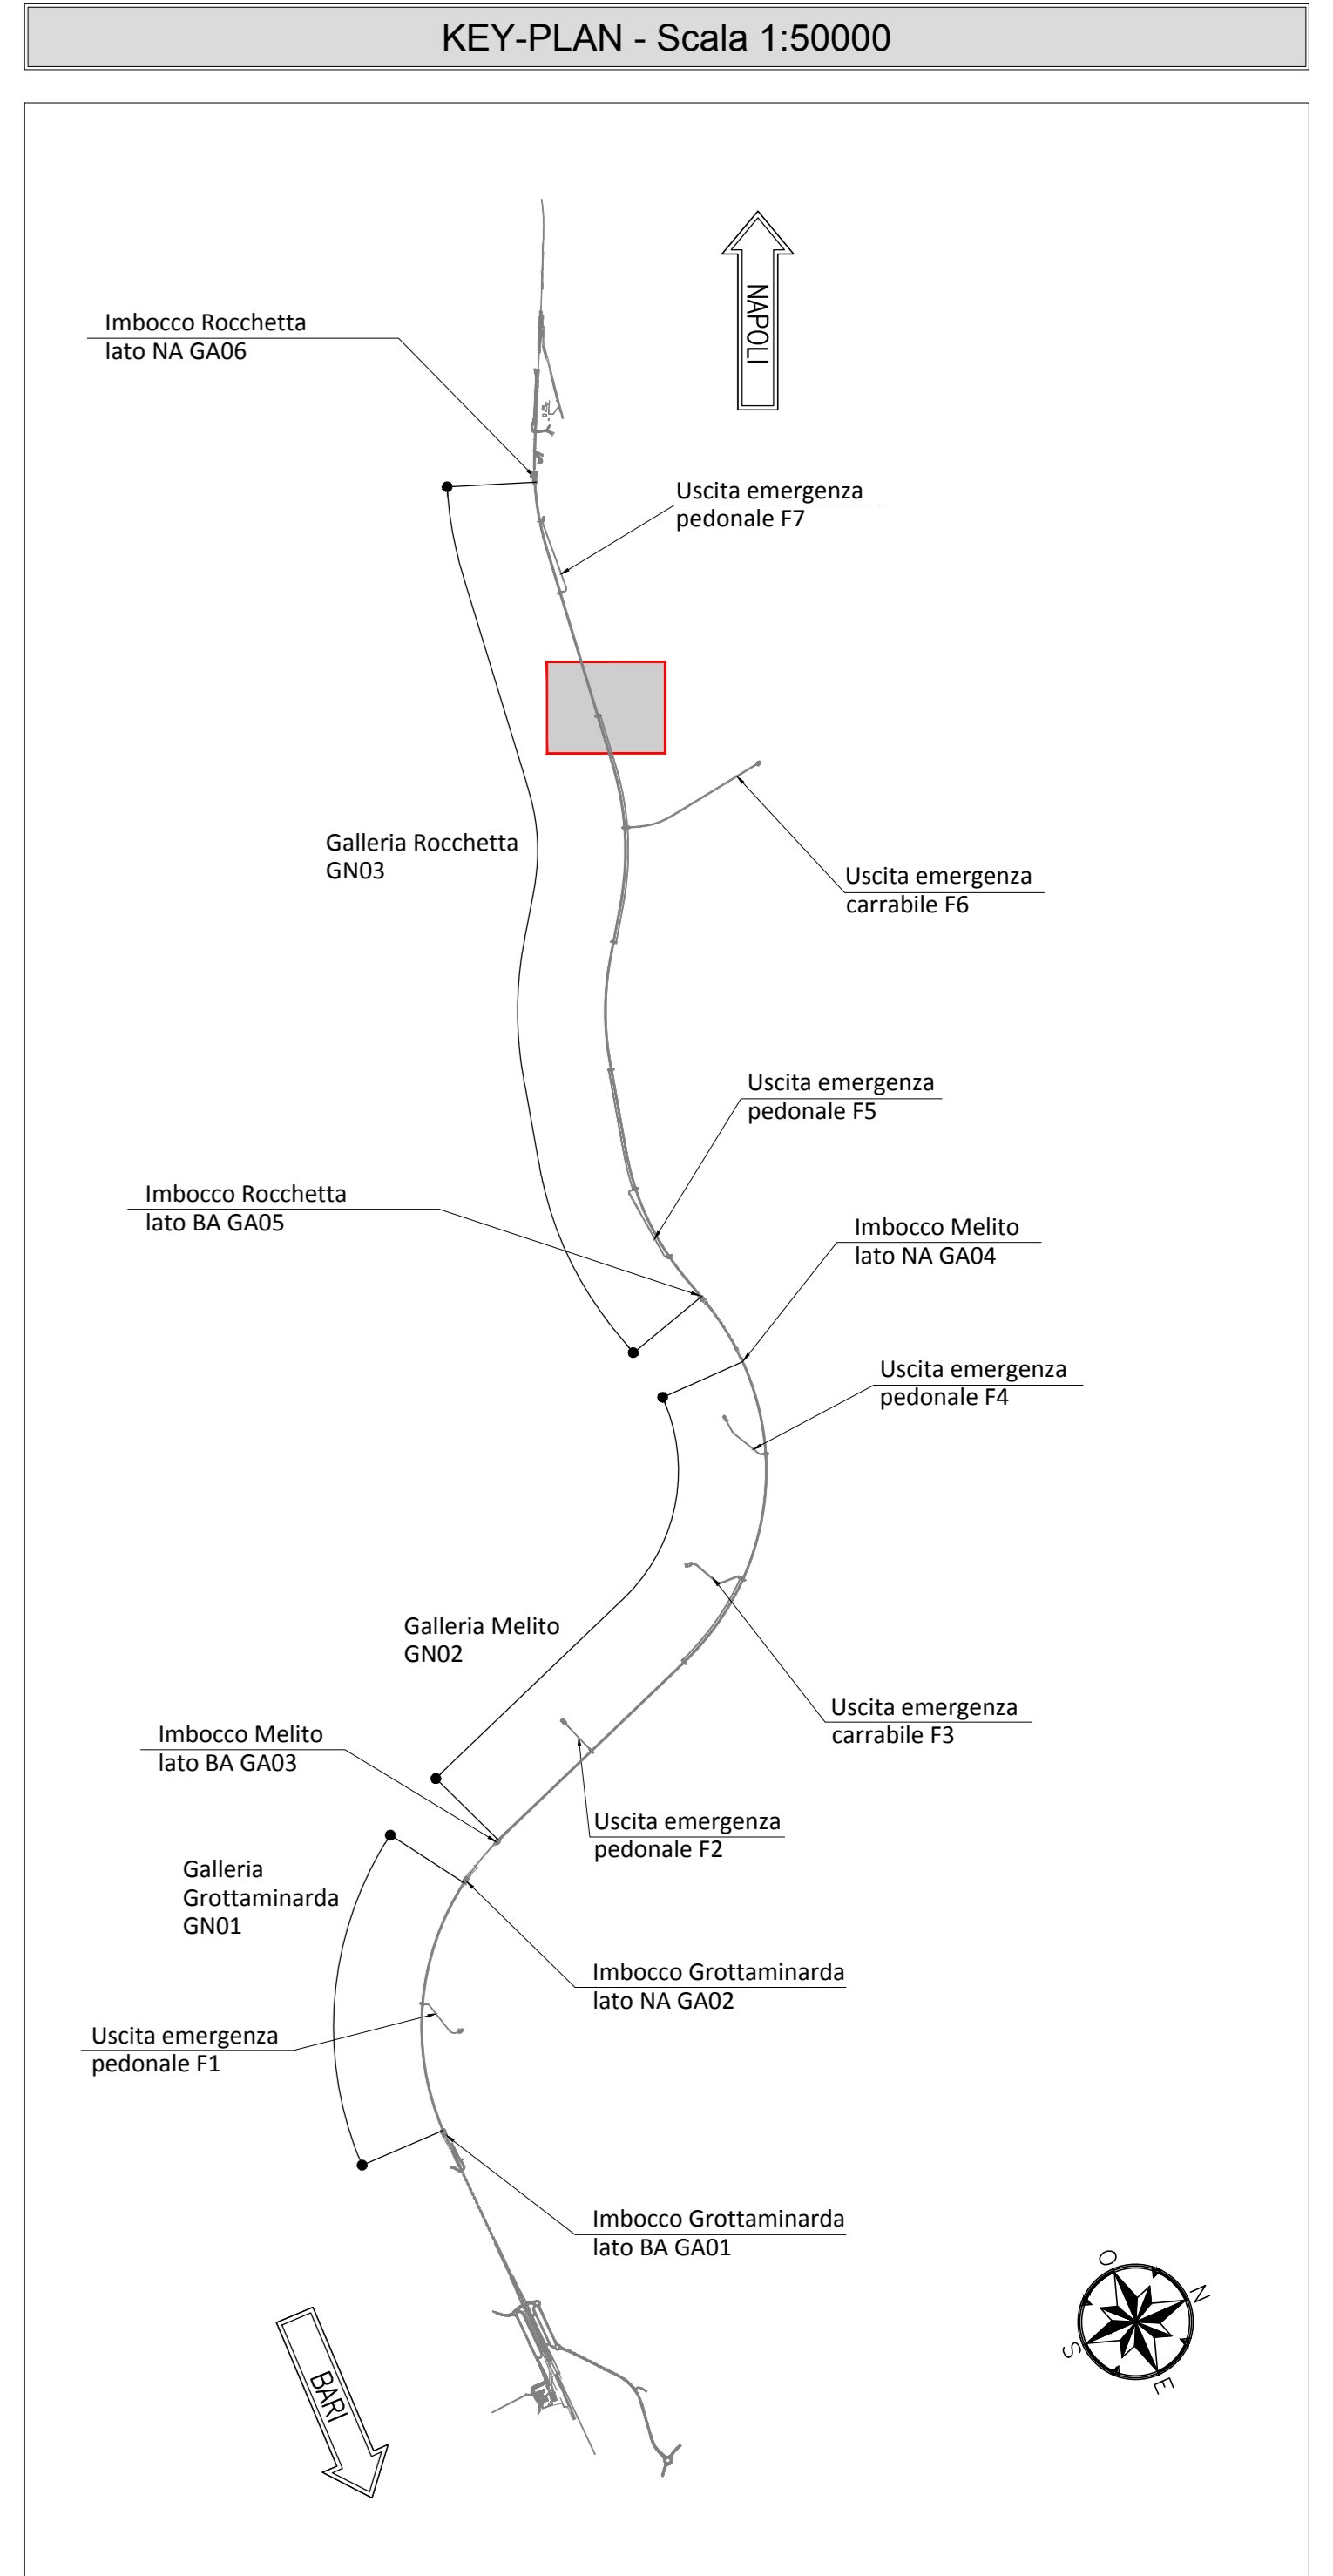 KEY-PLAN - Scala 1:50000
NAPOLI
Imbocco Rocchetta
lato NA GA06
Uscita emergenza
pedonale F7
Galleria Rocchetta
GN03
Uscita emergenza
carrabile F6
Uscita emergenza
pedonale F5
Imbocco Rocchetta
lato BA GA05
Imbocco Melito
lato NA GA04
Uscita emergenza
pedonale F4
Galleria Melito
GN02
Uscita emergenza
carrabile F3
Imbocco Melito
lato BA GA03
Uscita emergenza
pedonale F2
Galleria
Grottaminarda
GN01
Imbocco Grottaminarda
lato NA GA02
Uscita emergenza
pedonale F1
Imbocco Grottaminarda
lato BA GA01
O
N
S
E
BARI